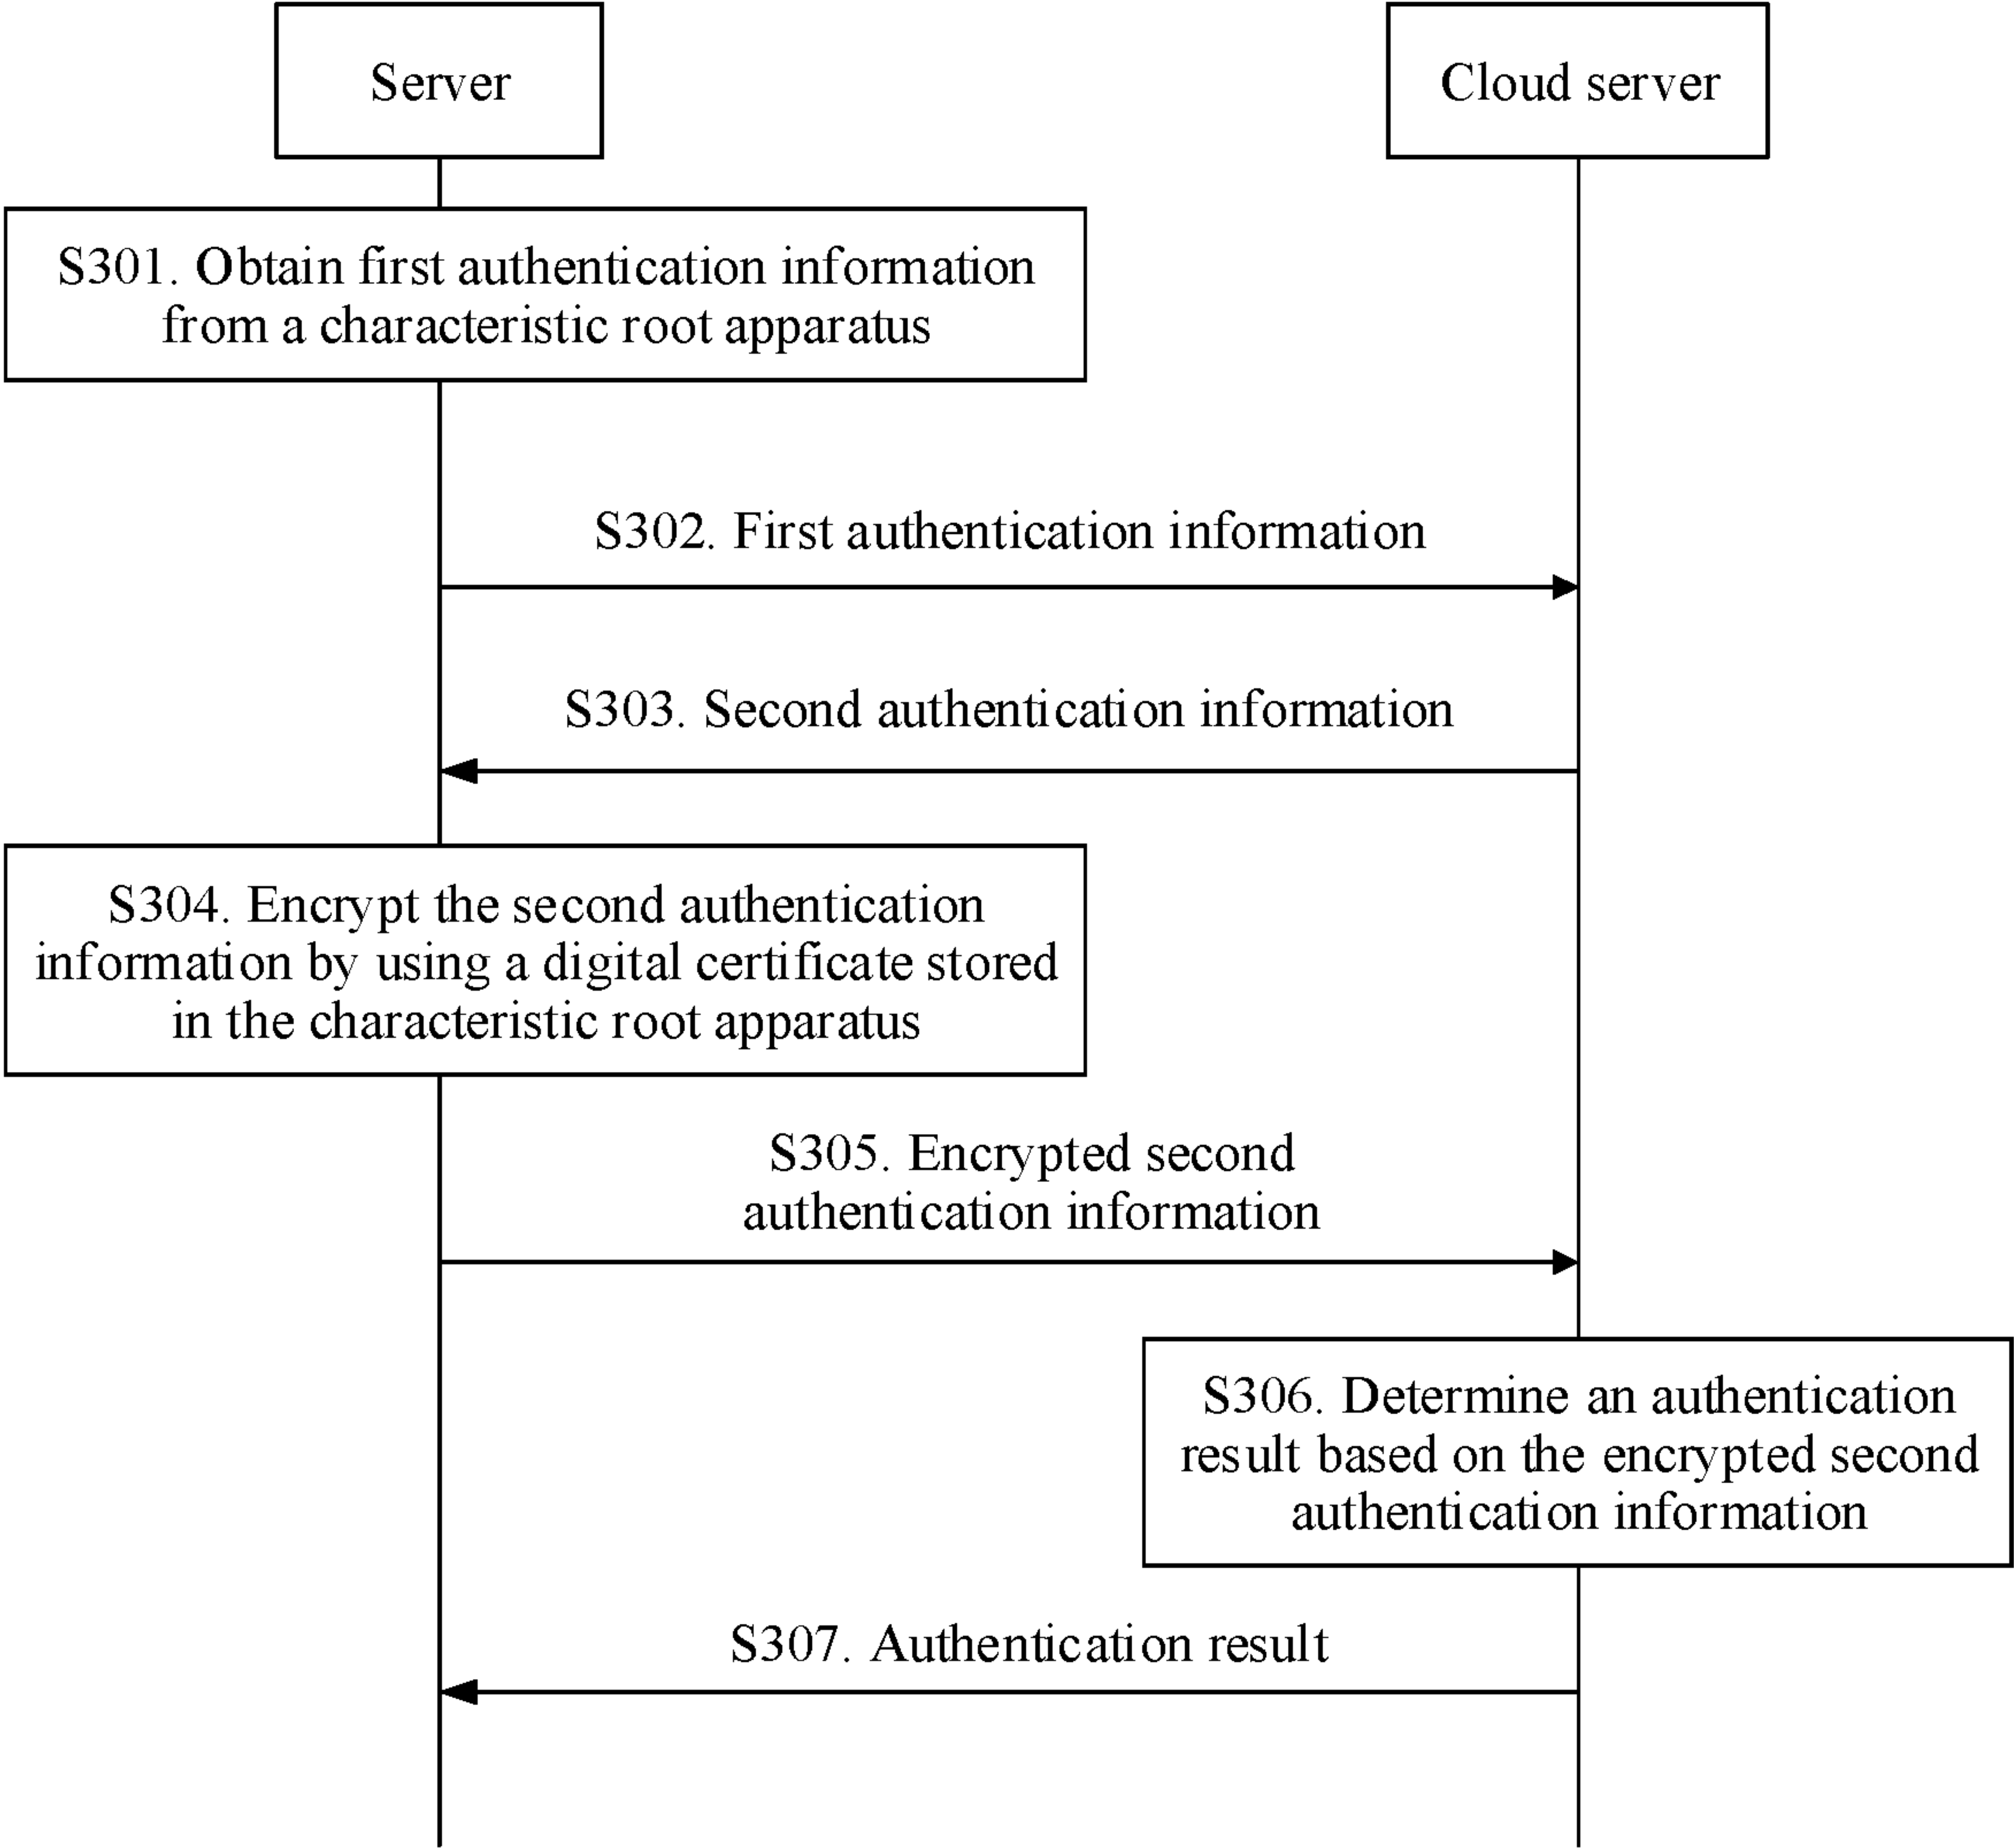 Server
Cloud server
S301. Obtain first authentication information
from a characteristic root apparatus
S302. First authentication information
S303. Second authentication information
S304. Encrypt the second authentication
information by using a digital certificate stored
in the characteristic root apparatus
S305. Encrypted second
authentication information
S306. Determine an authentication
result based on the encrypted second
authentication information
S307. Authentication result